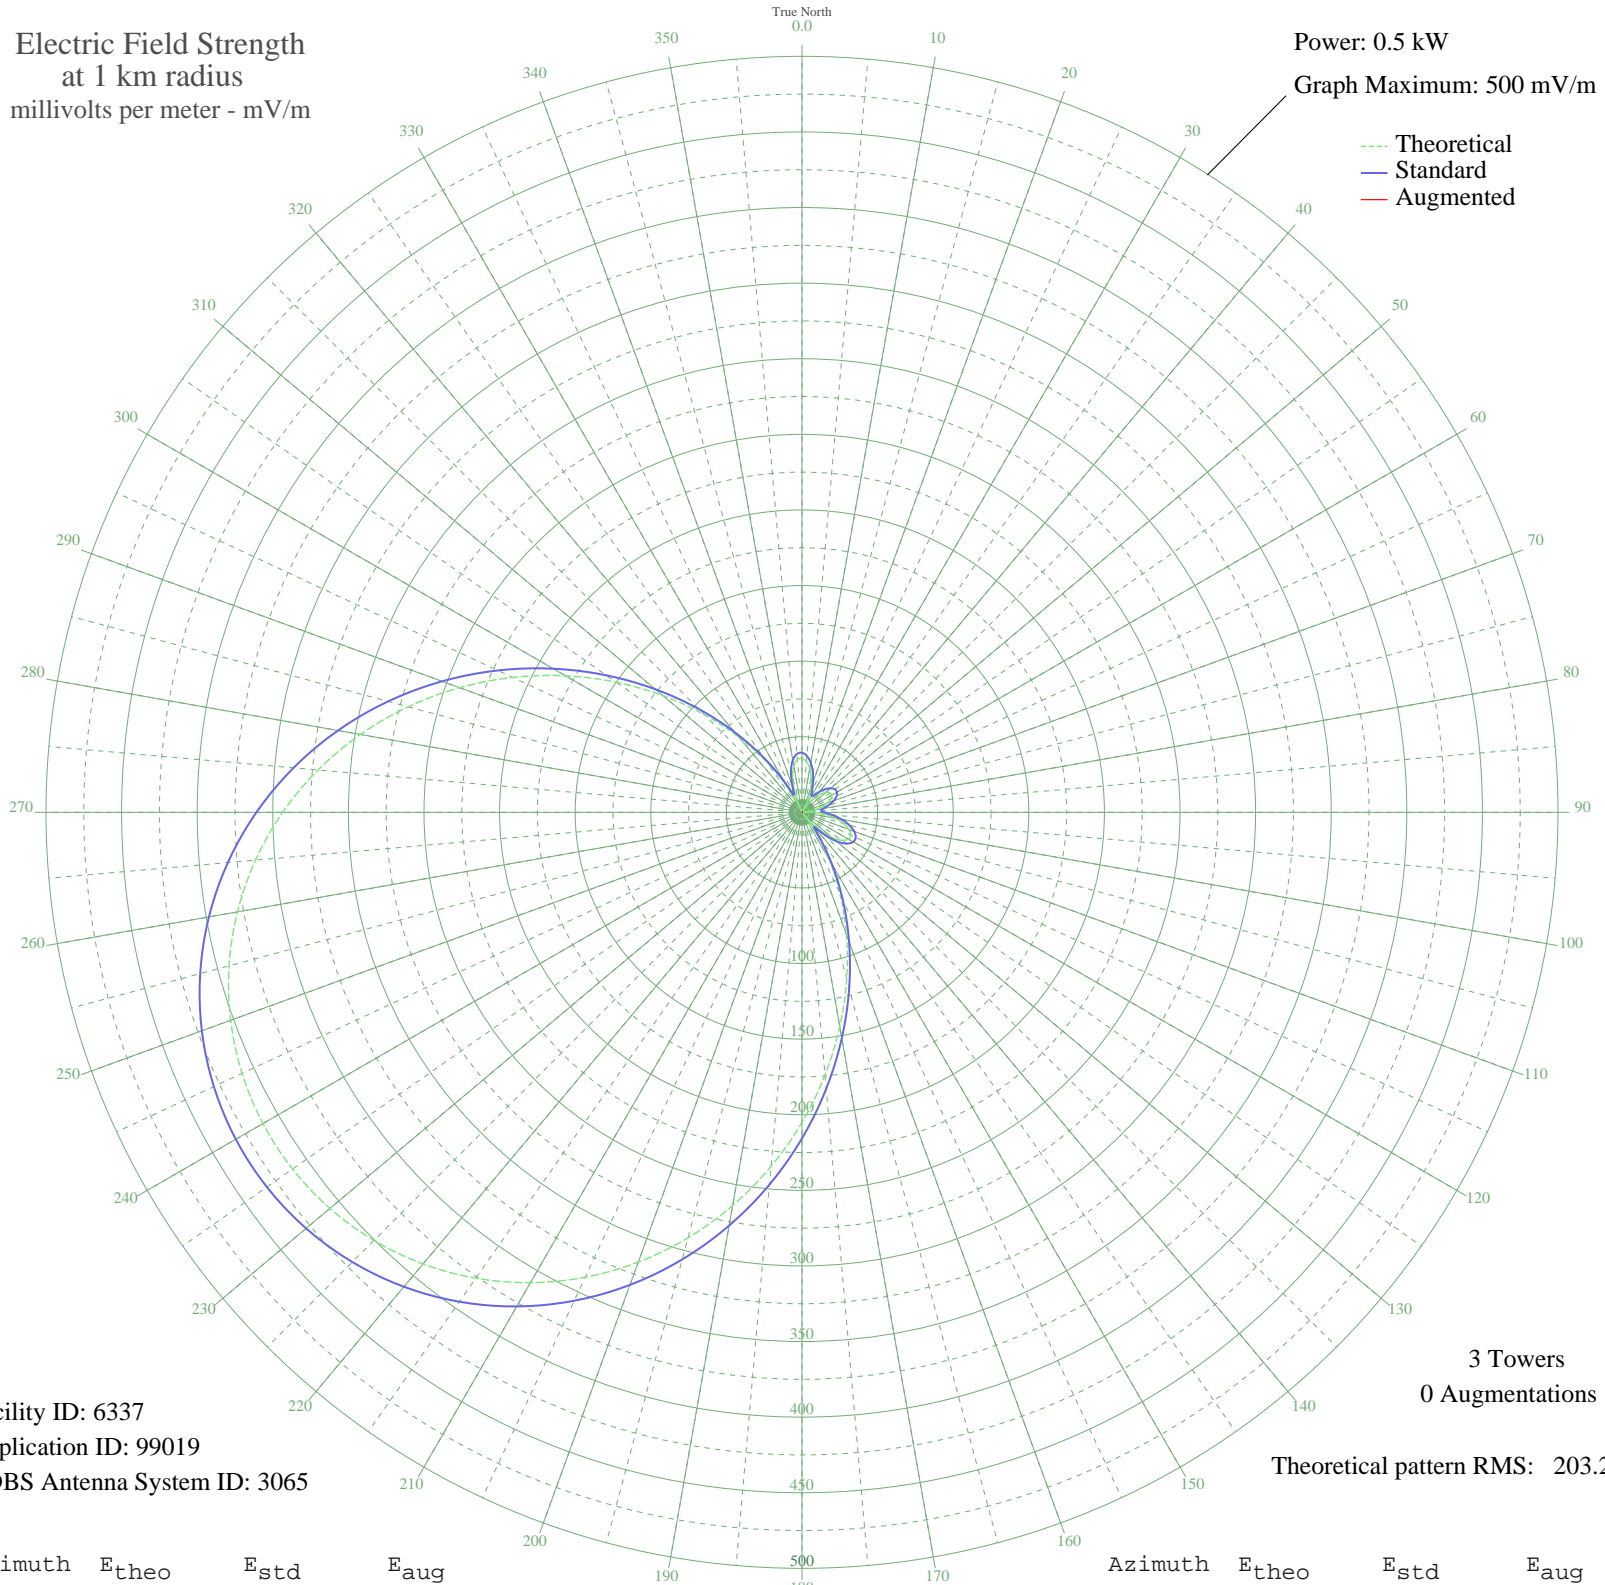 True North
0.0
Electric Field Strength
at 1 km radius
millivolts per meter - mV/m
Power: 0.5 kW
Graph Maximum: 500 mV/m
Theoretical
Standard
Augmented
10
20
30
40
50
60
70
80
90
100
110
120
130
140
150
160
170
190
200
210
220
230
240
250
260
270
280
290
300
310
320
330
340
350
100
150
200
250
300
350
400
450
500
3 Towers
0 Augmentations
Theoretical pattern RMS: 203.2
cility ID: 6337
plication ID: 99019
DBS Antenna System ID: 3065
imuth Etheo Estd Eaug
Azimuth Etheo Estd Eaug